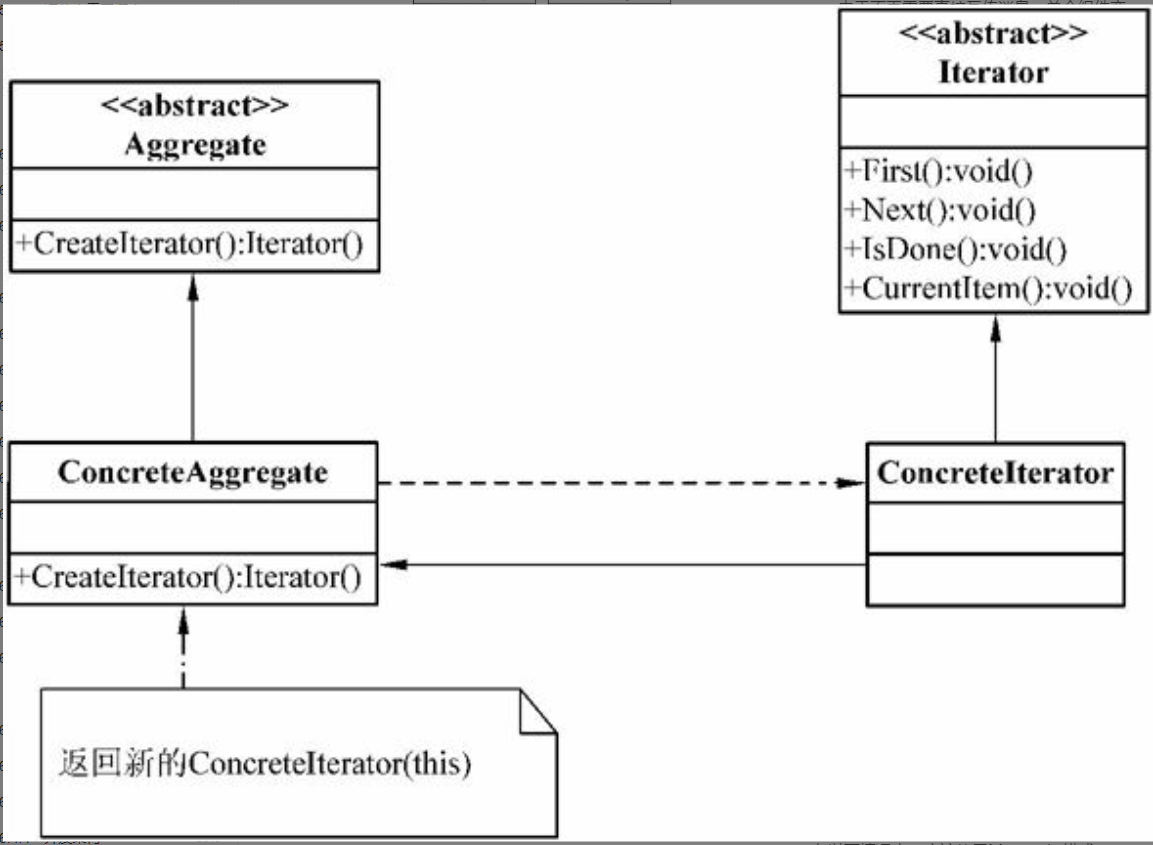 <<abstract>>
Aggregate
+CreateIterator():Iterator()
<<abstract>>
Iterator
+First():void()
+Next():void()
+IsDone():void()
+CurrentItem():void()
ConcreteAggregate
+CreateIterator():Iterator()
ConcreteIterator
返回新的ConcreteIterator(this)